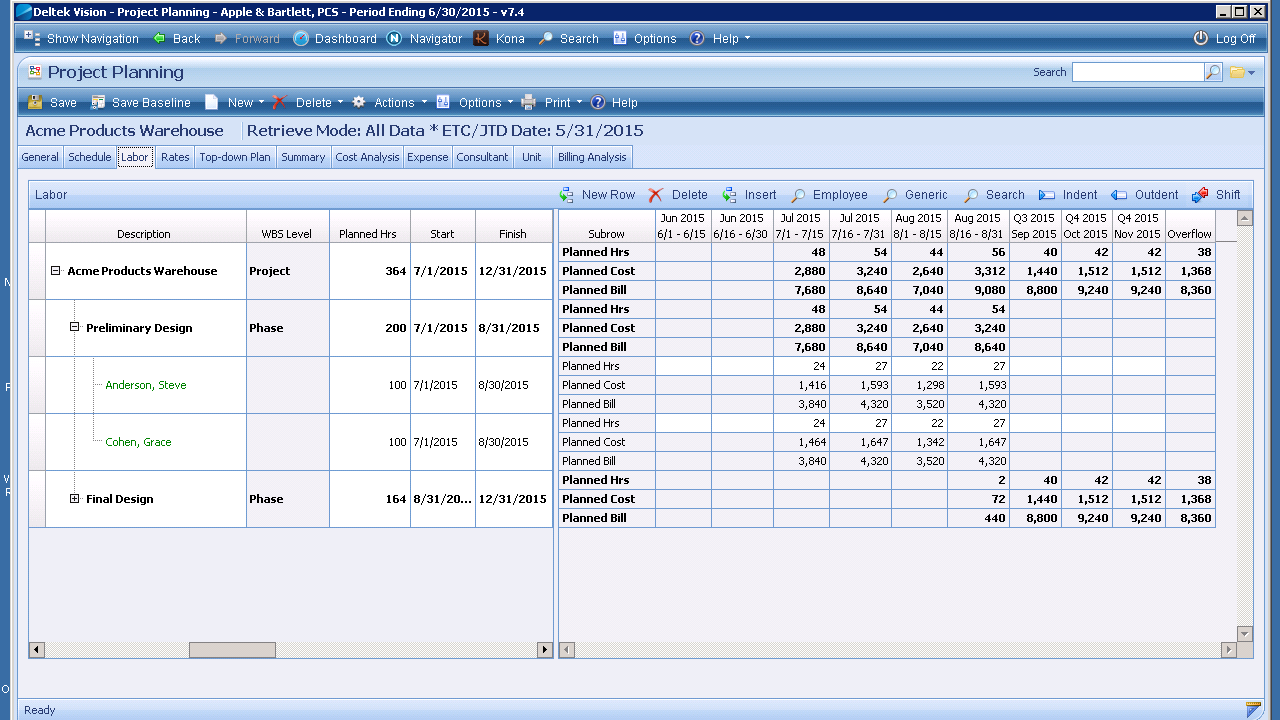 Deltek Vision - Project Planning - Apple & Bartlett, PCS - Period Ending 6/30/2015 - v7.4
Show Navigation Back Forward Dashboard Navigator Kona Search Options Help Log Off
Project Planning Search
Save Save Baseline New Delete Actions Options Print Help
Acme Products Warehouse Retrieve Mode: All Data * ETC/JTD Date: 5/31/2015
General Schedule Labor Rates Top-down Plan Summary Cost Analysis Expense Consultant Unit Billing Analysis
Labor New Row Delete Insert Employee Generic Search Indent Outdent Shift
Jun 2015 Jun 2015 Jul 2015 Jul 2015 Aug 2015 Aug 2015 Q3 2015 Q4 2015 Q4 2015
Description WBS Level Planned Hrs Start Finish Subrow 6/1 - 6/15 6/16 - 6/30 7/1 - 7/15 7/16 - 7/31 8/1 - 8/15 8/16 - 8/31 Sep 2015 Oct 2015 Nov 2015 Overflow
Planned Hrs 48 54 44 56 40 42 42 38
Acme Products Warehouse Project 364 7/1/2015 12/31/2015 Planned Cost 2,880 3,240 2,640 3,312 1,440 1,512 1,512 1,368
Planned Bill 7,680 8,640 7,040 9,080 8,800 9,240 9,240 8,360
Planned Hrs 48 54 44 54
Preliminary Design Phase 200 7/1/2015 8/31/2015 Planned Cost 2,880 3,240 2,640 3,240
Planned Bill 7,680 8,640 7,040 8,640
Planned Hrs 24 27 22 27
Anderson, Steve 100 7/1/2015 8/30/2015 Planned Cost 1,416 1,593 1,298 1,593
Planned Bill 3,840 4,320 3,520 4,320
Planned Hrs 24 27 22 27
Cohen, Grace 100 7/1/2015 8/30/2015 Planned Cost 1,464 1,647 1,342 1,647
Planned Bill 3,840 4,320 3,520 4,320
Planned Hrs 2 40 42 42 38
Final Design Phase 164 8/31/20... 12/31/2015 Planned Cost 72 1,440 1,512 1,512 1,368
Planned Bill 440 8,800 9,240 9,240 8,360
Ready